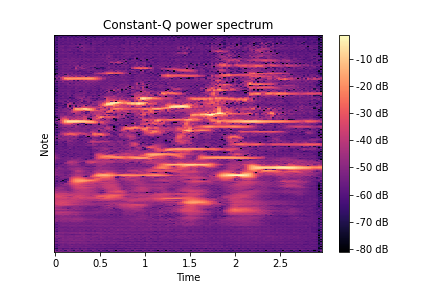 Constant-Q power spectrum
Note
-10 dB
-20 dB
-30 dB
-40 dB
-50 dB
-60 dB
-70 dB
-80 dB
0 0.5 1 1.5 2 2.5
Time